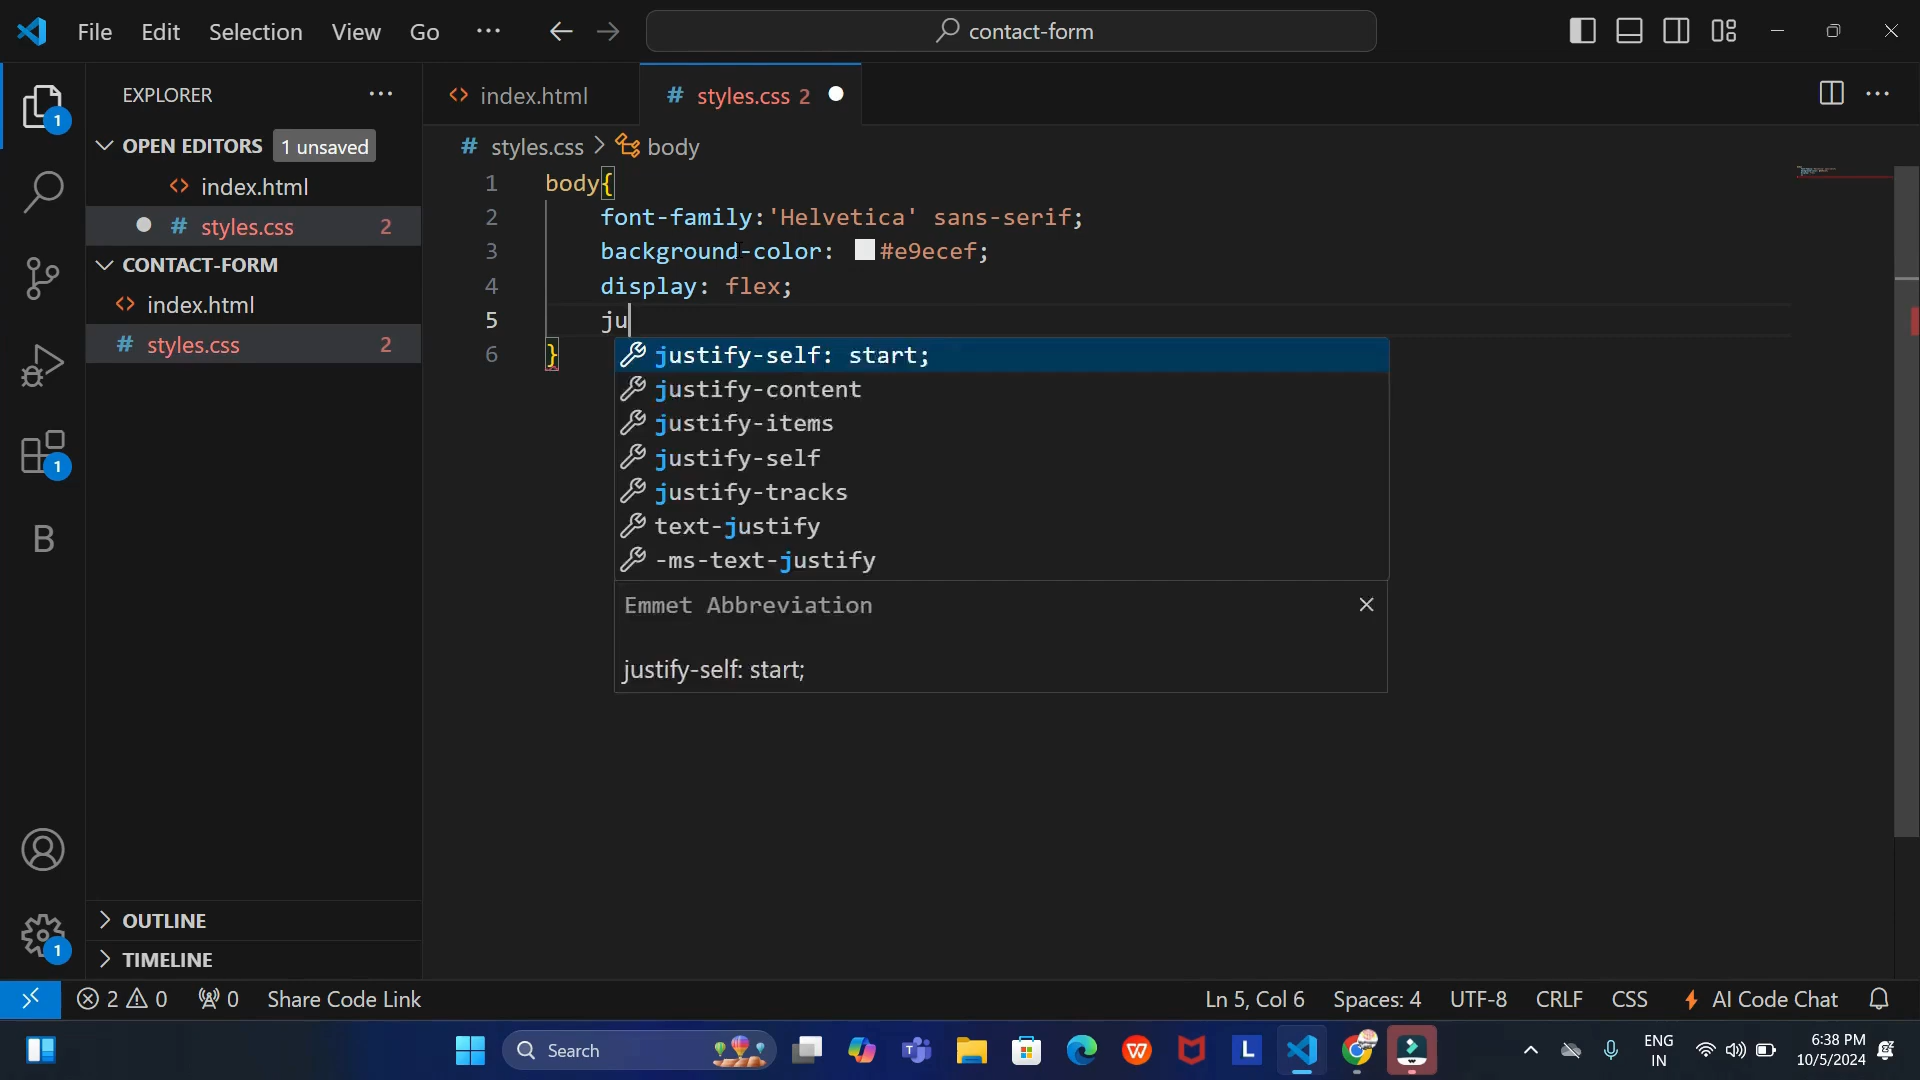 File Edit Selection View Go ··· contact-form
EXPLORER ···
OPEN EDITORS 1 unsaved
<> index.html
# styles.css 2
CONTACT-FORM
<> index.html
# styles.css 2
OUTLINE
TIMELINE
<> index.html # styles.css 2
# styles.css > body
1 body{
2 font-family:'Helvetica' sans-serif;
3 background-color: #e9ecef;
4 display: flex;
5 ju
6 }
justify-self: start;
justify-content
justify-items
justify-self
justify-tracks
text-justify
-ms-text-justify
Emmet Abbreviation
justify-self: start;
1
1
B
1
2 0 0 Share Code Link Ln 5, Col 6 Spaces: 4 UTF-8 CRLF CSS AI Code Chat
Search L W ENG IN 6:38 PM 10/5/2024